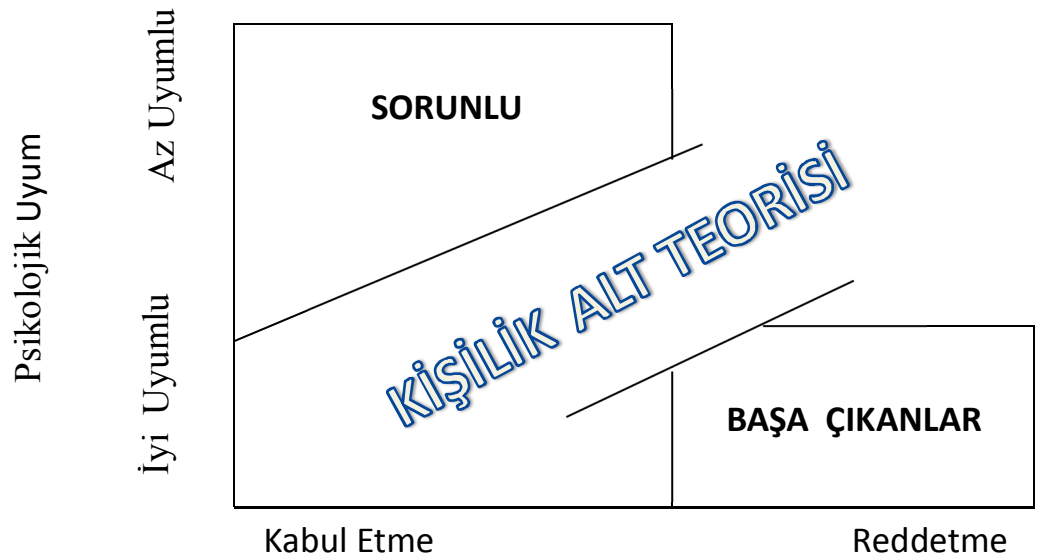 Psikolojik Uyum
Az Uyumlu
İyi Uyumlu
SORUNLU
KİŞİLİK ALT TEORİSİ
BAŞA ÇIKANLAR
Kabul Etme
Reddetme